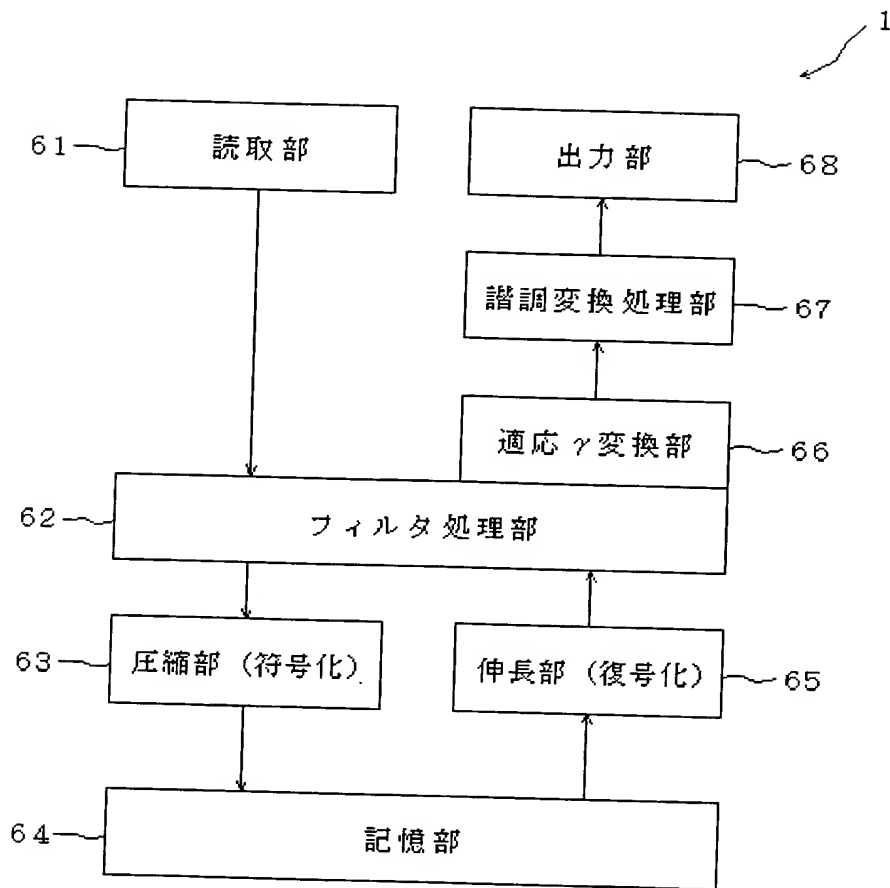 1
61 読取部
出力部 68
諧調変換処理部 67
適応γ変換部 66
62 フィルタ処理部
63 圧縮部（符号化）
伸長部（復号化） 65
64 記憶部